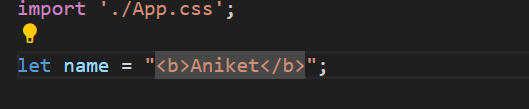 import './App.css';
let name = "<b>Aniket</b>";